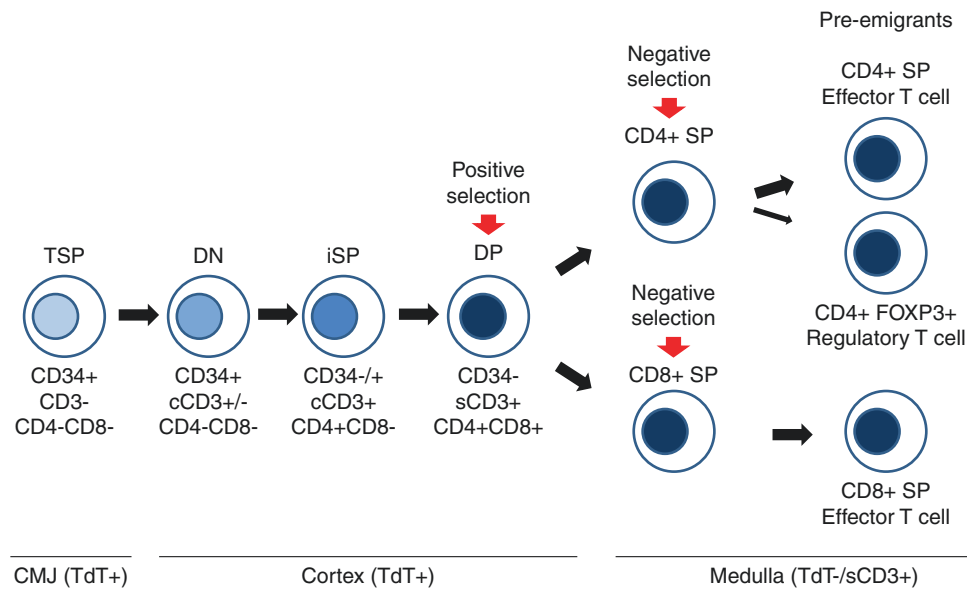 Pre-emigrants
Negative
selection
CD4+ SP
CD4+ SP
Effector T cell
Positive
selection
TSP
DN
iSP
DP
CD34+
CD3-
CD4-CD8-
CD34+
cCD3+/-
CD4-CD8-
CD34-/+
cCD3+
CD4+CD8-
CD34-
sCD3+
CD4+CD8+
Negative
selection
CD8+ SP
CD4+ FOXP3+
Regulatory T cell
CD8+ SP
Effector T cell
CMJ (TdT+)
Cortex (TdT+)
Medulla (TdT-/sCD3+)